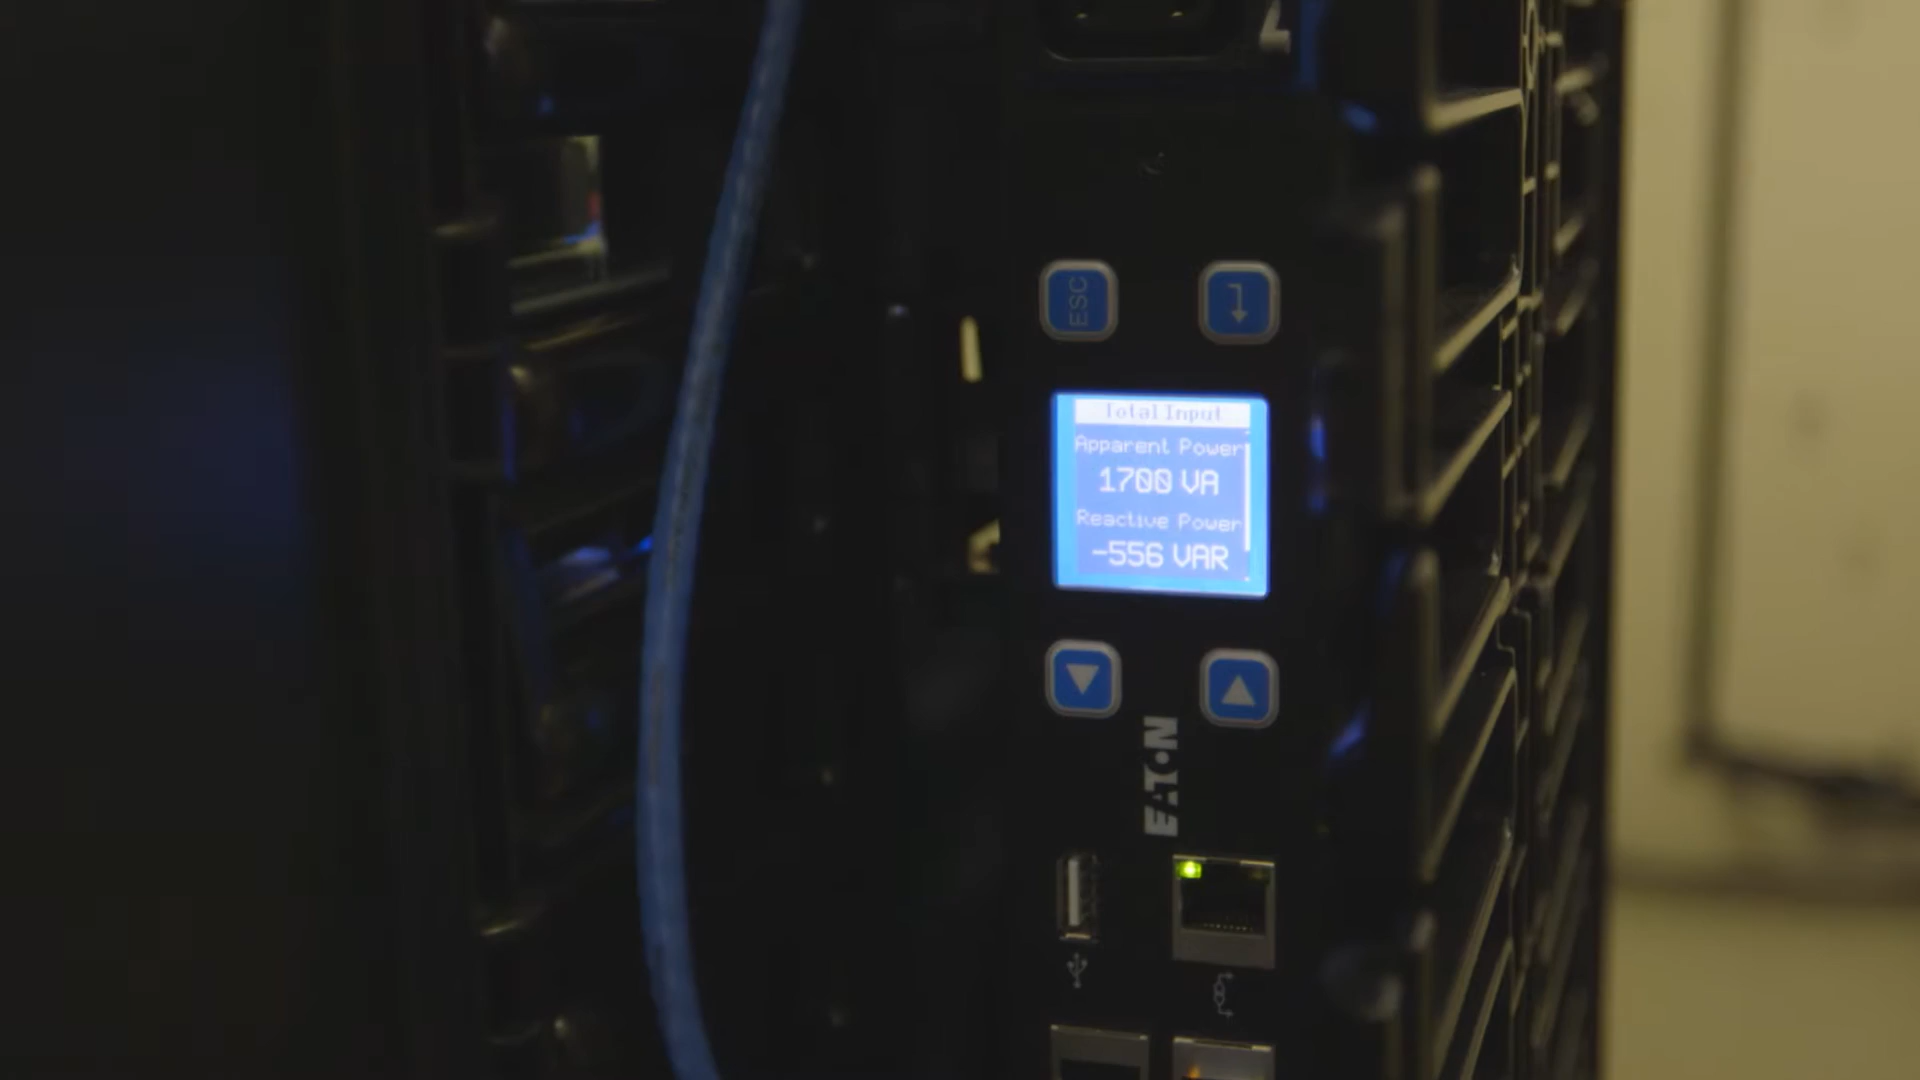 ESC
Total Input
Apparent Power
1700 VA
Reactive Power
-556 VAR
EATON